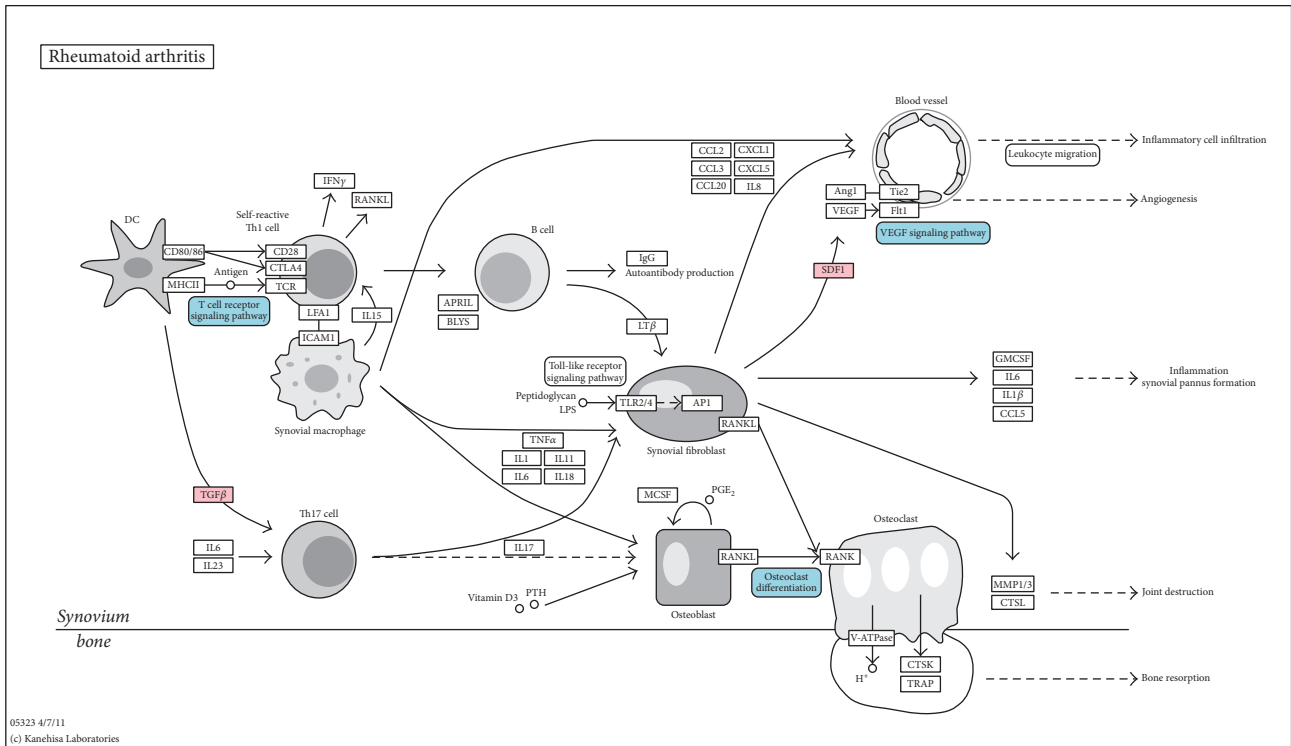 Rheumatoid arthritis
Blood vessel
CCL2
CXCL1
CCL3
CXCL5
CCL20
IL8
Leukocyte migration
Inflammatory cell infiltration
IFNγ
RANKL
DC
Self-reactive
Th1 cell
Ang1
Tie2
VEGF
Flt1
Angiogenesis
VEGF signaling pathway
B cell
CD80/86
CD28
CTLA4
Antigen
MHCII
TCR
T cell receptor
signaling pathway
IgG
Autoantibody production
SDF1
LFA1
IL15
APRIL
BLYS
ICAM1
LTβ
Toll-like receptor
signaling pathway
GMCSF
IL6
IL1β
CCL5
Inflammation
synovial pannus formation
Peptidoglycan
LPS
TLR2/4
AP1
RANKL
Synovial macrophage
Synovial fibroblast
TNFα
IL1
IL11
IL6
IL18
TGFβ
MCSF
PGE2
Th17 cell
Osteoclast
IL6
IL23
IL17
RANKL
RANK
Osteoclast
differentiation
MMP1/3
CTSL
Joint destruction
Vitamin D3
PTH
Osteoblast
Synovium
bone
V-ATPase
H+
CTSK
TRAP
Bone resorption
05323 4/7/11
(c) Kanehisa Laboratories